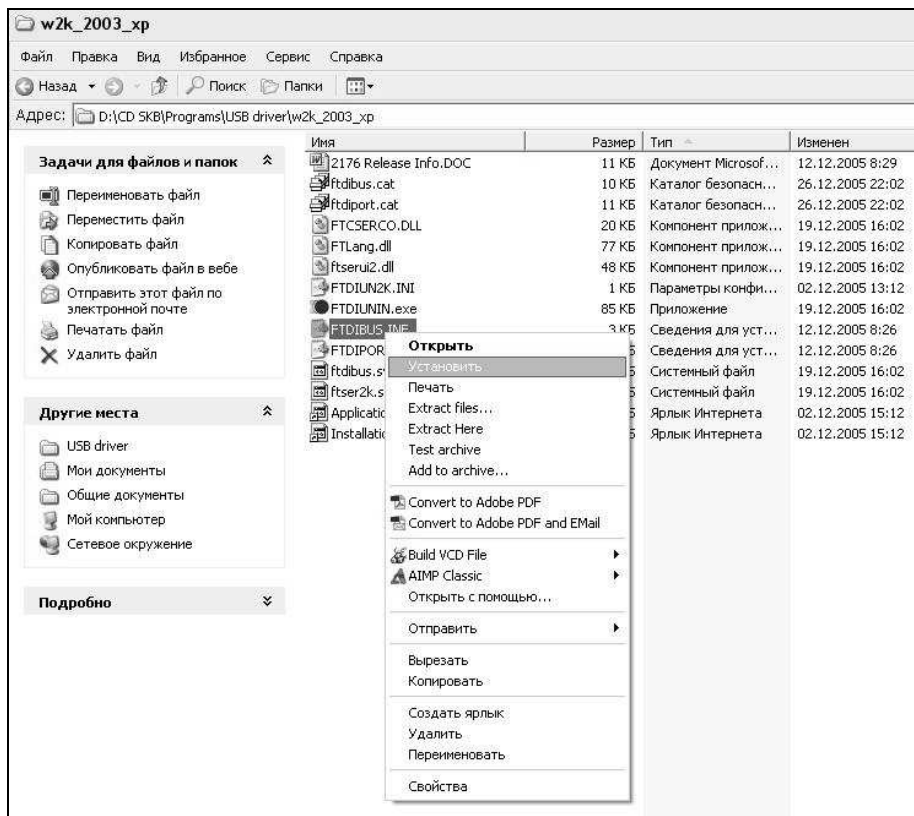 w2k_2003_xp
Файл Правка Вид Избранное Сервис Справка
Назад Поиск Папки
Адрес: D:\CD SKB\Programs\USB driver\w2k_2003_xp
Задачи для файлов и папок
Переименовать файл
Переместить файл
Копировать файл
Опубликовать файл в вебе
Отправить этот файл по
электронной почте
Печатать файл
Удалить файл
Другие места
USB driver
Мои документы
Общие документы
Мой компьютер
Сетевое окружение
Подробно
Имя Размер Тип Изменен
2176 Release Info.DOC 11 КБ Документ Microsof... 12.12.2005 8:29
ftdibus.cat 10 КБ Каталог безопасн... 26.12.2005 22:02
ftdiport.cat 11 КБ Каталог безопасн... 26.12.2005 22:02
FTCSERCO.DLL 20 КБ Компонент прилож... 19.12.2005 16:02
FTLang.dll 77 КБ Компонент прилож... 19.12.2005 16:02
ftserui2.dll 48 КБ Компонент прилож... 19.12.2005 16:02
FTDIUN2K.INI 1 КБ Параметры конфи... 02.12.2005 13:12
FTDIUNIN.exe 85 КБ Приложение 19.12.2005 16:02
FTDIBUS.INF 3 КБ Сведения для уст... 12.12.2005 8:26
FTDIPOR Сведения для уст... 12.12.2005 8:26
ftdibus.s Системный файл 19.12.2005 16:02
ftser2k.s Системный файл 19.12.2005 16:02
Applicatio Ярлык Интернета 02.12.2005 15:12
Installatio Ярлык Интернета 02.12.2005 15:12
Открыть
Установить
Печать
Extract files...
Extract Here
Test archive
Add to archive...
Convert to Adobe PDF
Convert to Adobe PDF and EMail
Build VCD File
AIMP Classic
Открыть с помощью...
Отправить
Вырезать
Копировать
Создать ярлык
Удалить
Переименовать
Свойства